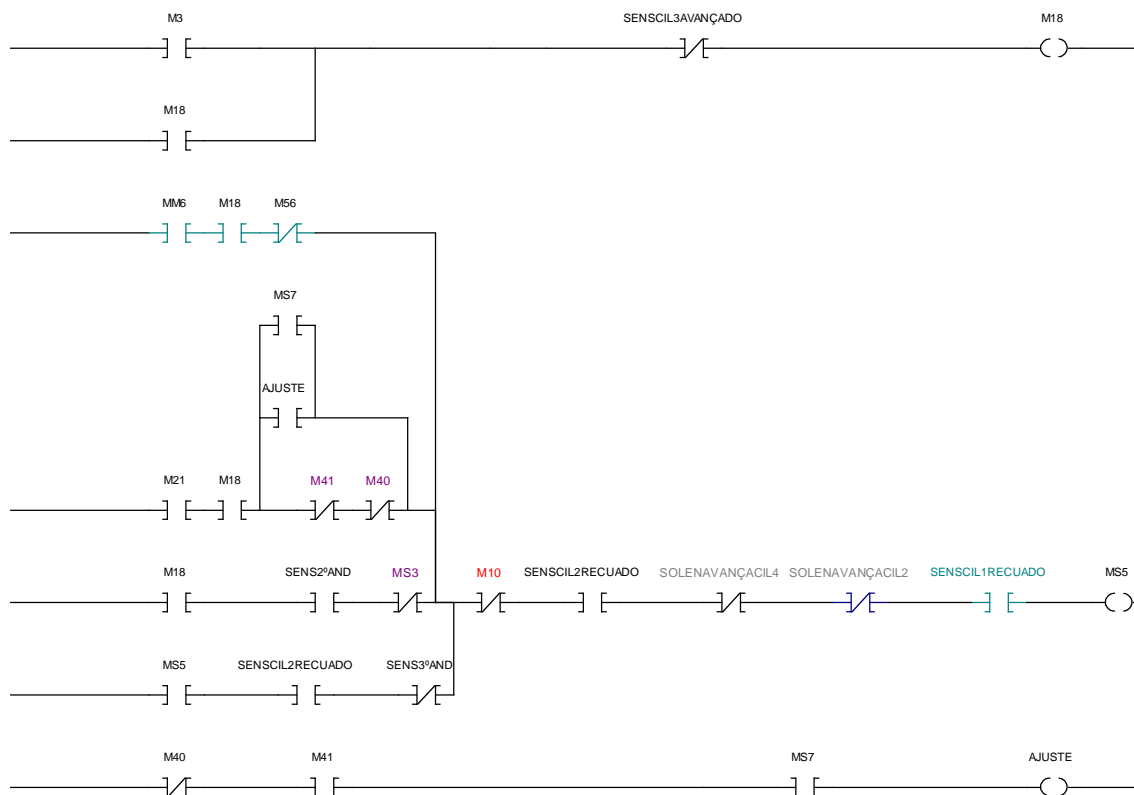 M3 SENSCIL3AVANÇADO M18
M18
MM6 M18 M56
MS7
AJUSTE
M21 M18 M41 M40
M18 SENS2ºAND MS3 M10 SENSCIL2RECUADO SOLENAVANÇACIL4 SOLENAVANÇACIL2 SENSCIL1RECUADO MS5
MS5 SENSCIL2RECUADO SENS3ºAND
M40 M41 MS7 AJUSTE